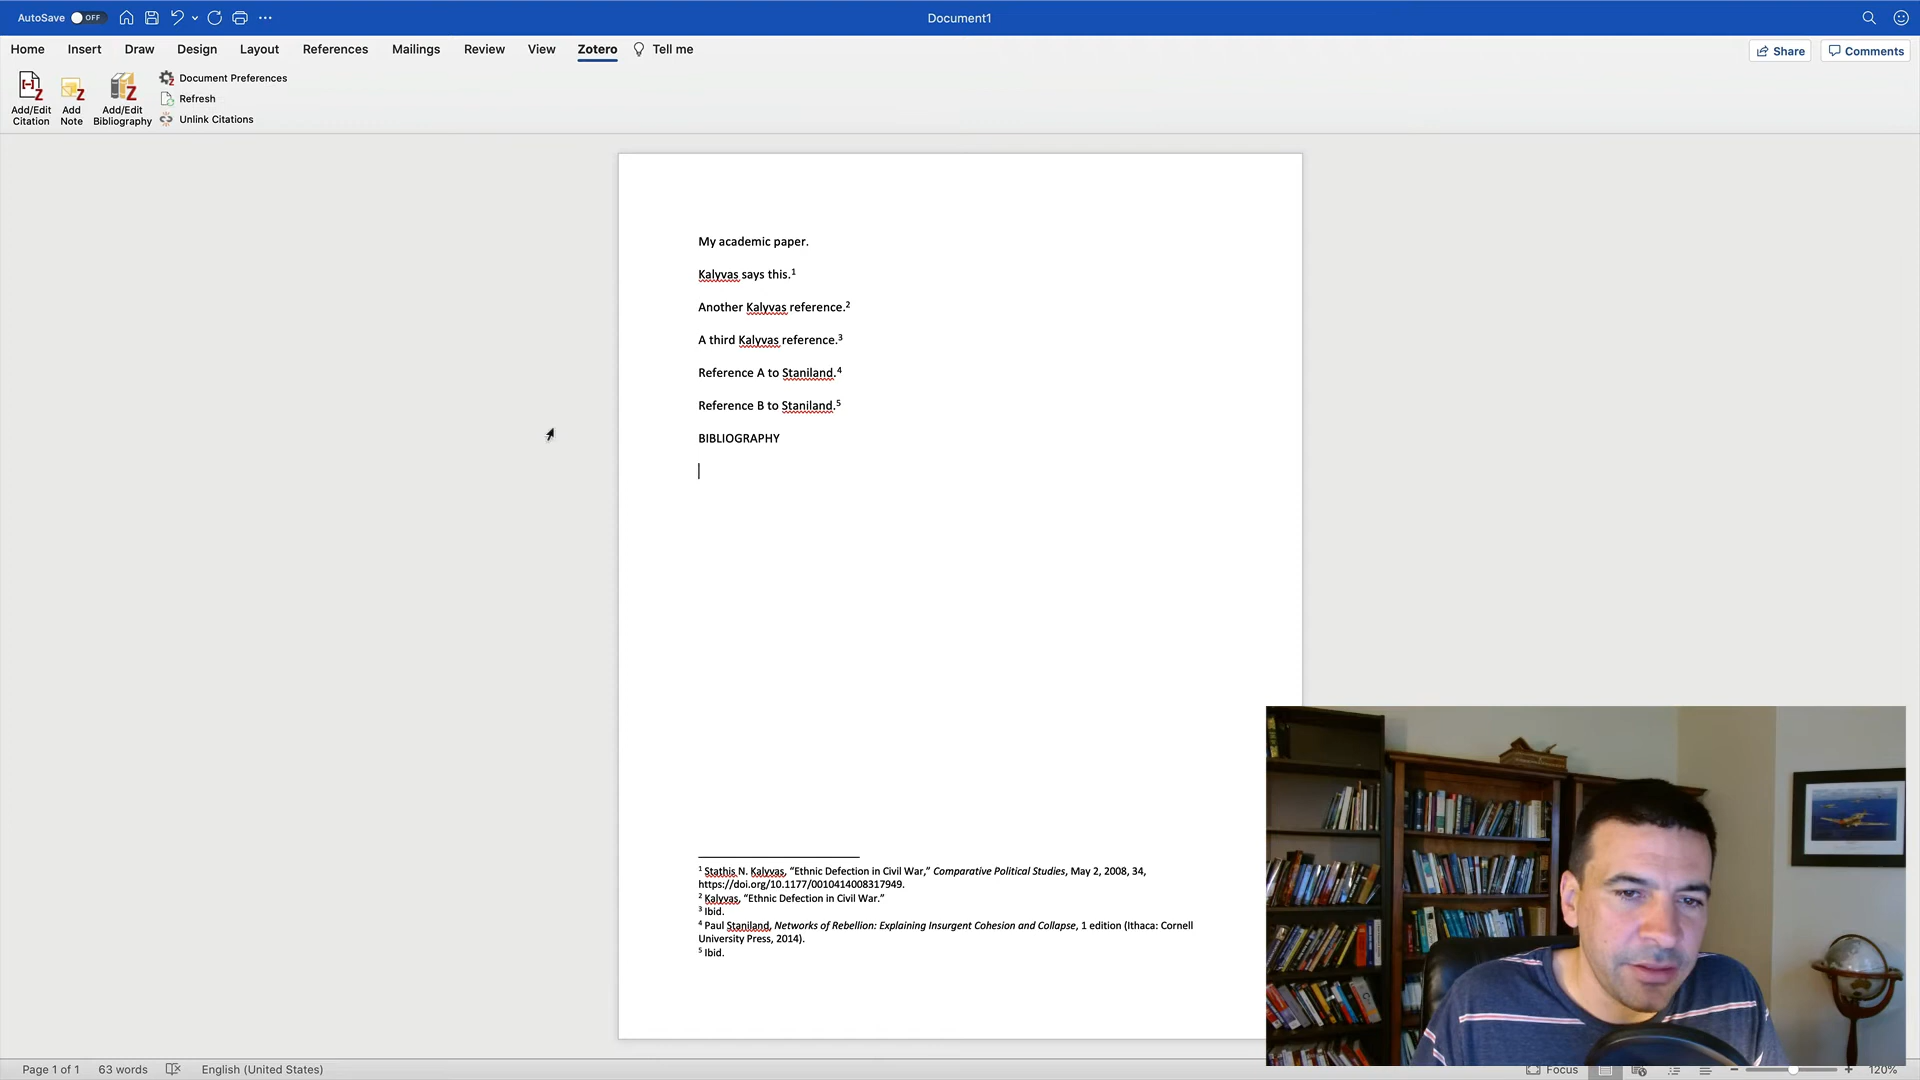 AutoSave OFF
Document1
Home Insert Draw Design Layout References Mailings Review View Zotero Tell me
Share Comments
Add/Edit Citation
Add Note
Add/Edit Bibliography
Document Preferences
Refresh
Unlink Citations
My academic paper.
Kalyvas says this.¹
Another Kalyvas reference.²
A third Kalyvas reference.³
Reference A to Staniland.⁴
Reference B to Staniland.⁵
BIBLIOGRAPHY
¹ Stathis N. Kalyvas, “Ethnic Defection in Civil War,” Comparative Political Studies, May 2, 2008, 34,
https://doi.org/10.1177/0010414008317949.
² Kalyvas, “Ethnic Defection in Civil War.”
³ Ibid.
⁴ Paul Staniland, Networks of Rebellion: Explaining Insurgent Cohesion and Collapse, 1 edition (Ithaca: Cornell
University Press, 2014).
⁵ Ibid.
Page 1 of 1 63 words English (United States) Focus 120%